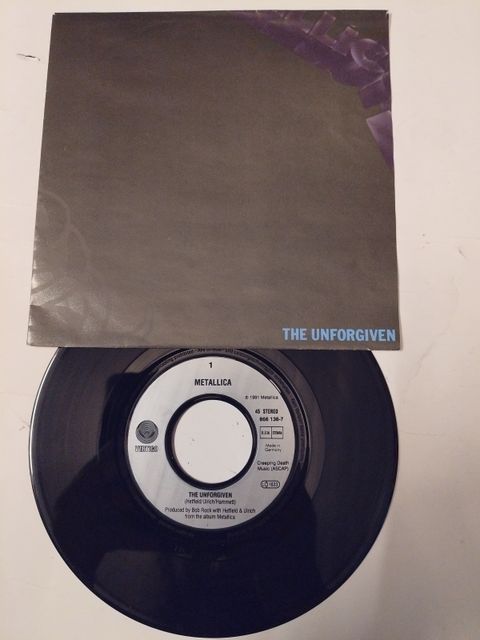 THE UNFORGIVEN
1
METALLICA
℗ 1991 Metallica
45 STEREO
866 136-7
Made in
Germany
Creeping Death
Music (ASCAP)
VERTIGO
THE UNFORGIVEN
(Hetfield/Ulrich/Hammett)
Produced by Bob Rock with Hetfield & Ulrich
from the album Metallica